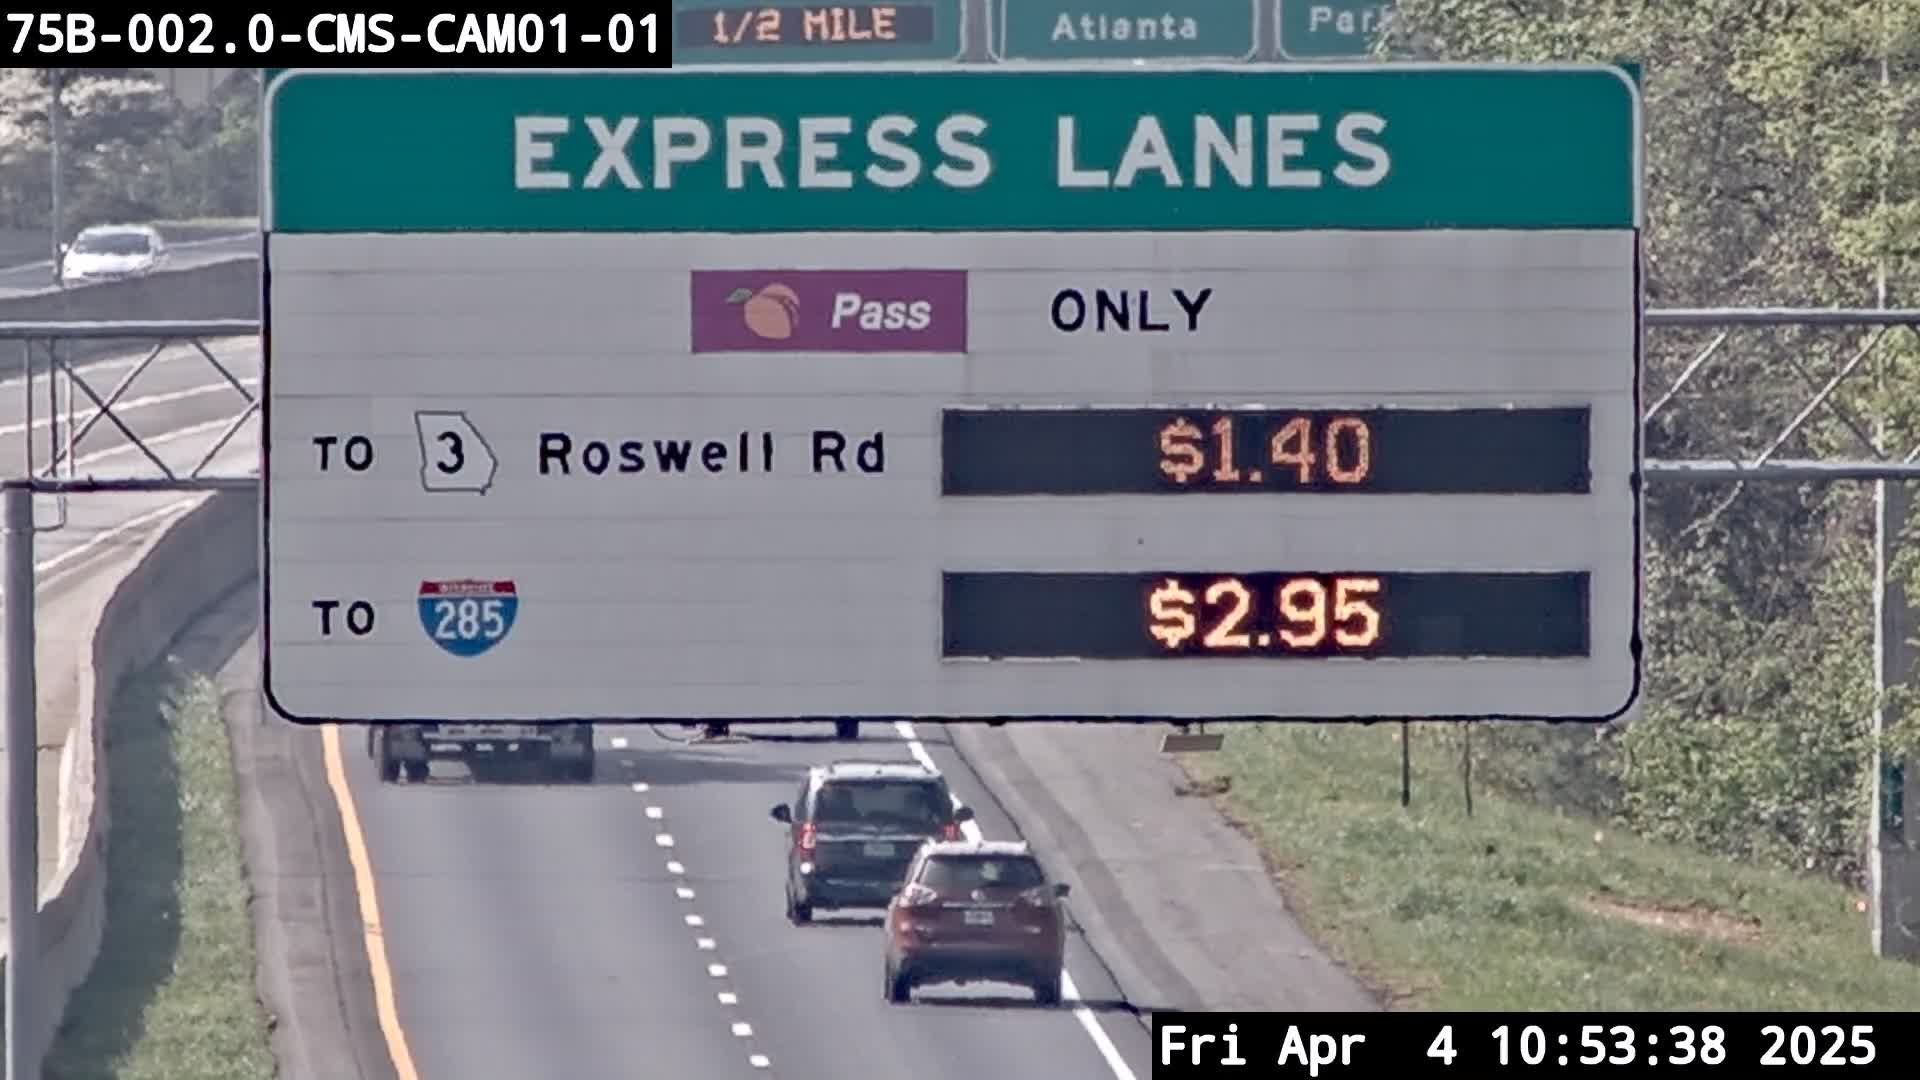 75B-002.0-CMS-CAM01-01
1/2 MILE
Atlanta
EXPRESS LANES
Pass ONLY
TO 3 Roswell Rd $1.40
INTERSTATE
TO 285 $2.95
Fri Apr 4 10:53:38 2025